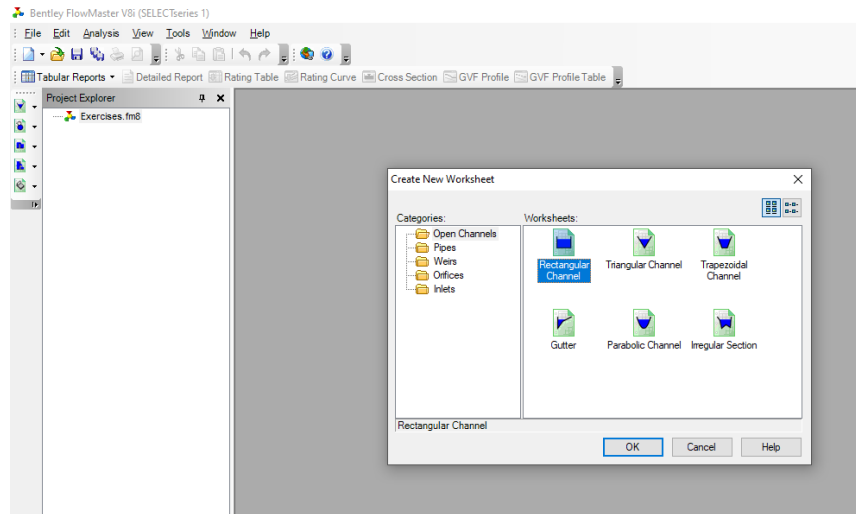 Bentley FlowMaster V8i (SELECTseries 1)
File Edit Analysis View Tools Window Help
Tabular Reports Detailed Report Rating Table Rating Curve Cross Section GVF Profile GVF Profile Table
Project Explorer
Exercises.fm8
Create New Worksheet
Categories:
Open Channels
Pipes
Weirs
Orifices
Inlets
Worksheets:
Rectangular
Channel
Triangular Channel
Trapezoidal
Channel
Gutter
Parabolic Channel
Irregular Section
Rectangular Channel
OK Cancel Help